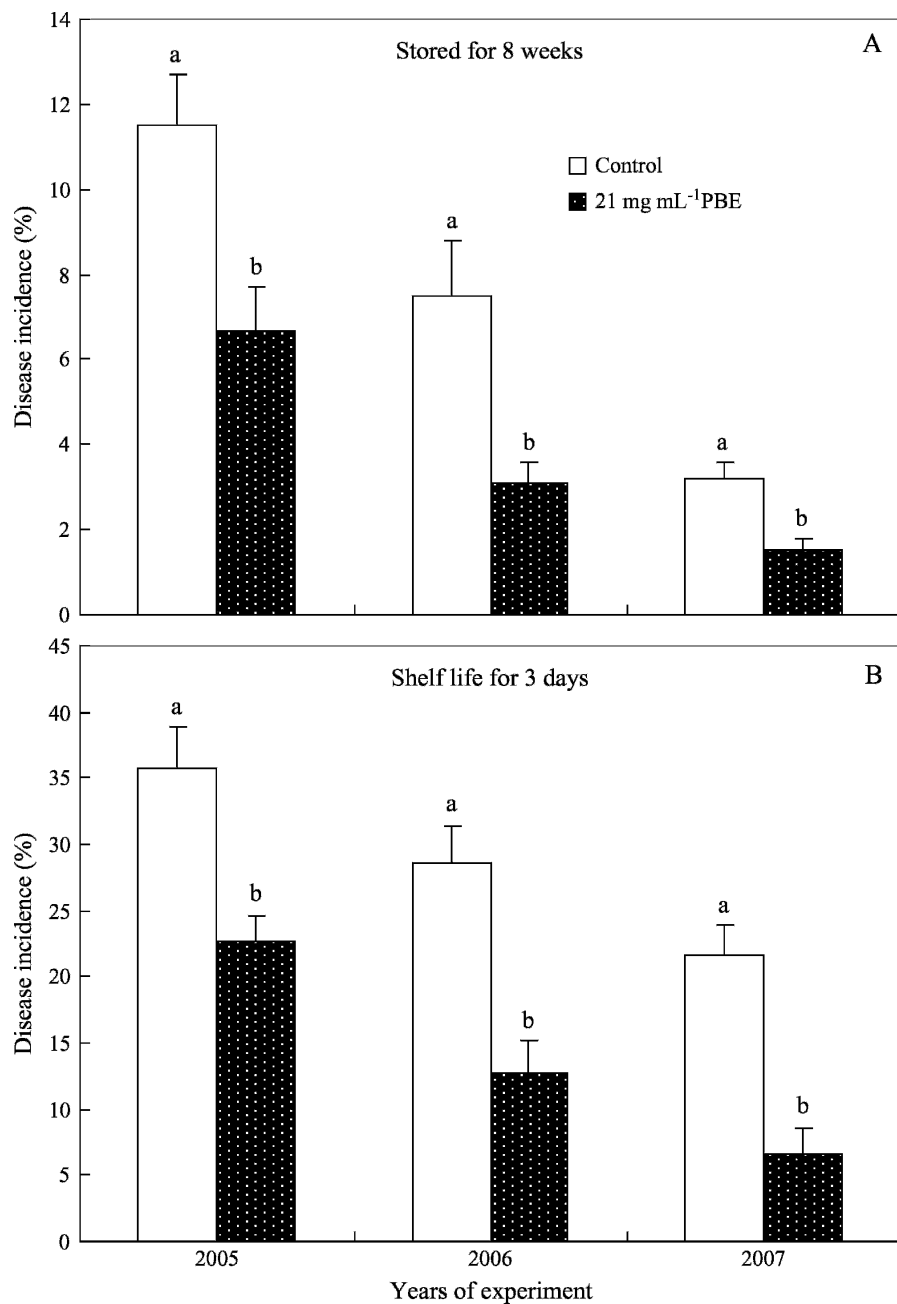 14
12
10
8
6
4
2
0
Disease incidence (%)
Stored for 8 weeks
A
Control
21 mg mL⁻¹PBE
a
b
a
b
a
b
45
40
35
30
25
20
15
10
5
0
Disease incidence (%)
Shelf life for 3 days
B
a
b
a
b
a
b
2005 2006 2007
Years of experiment